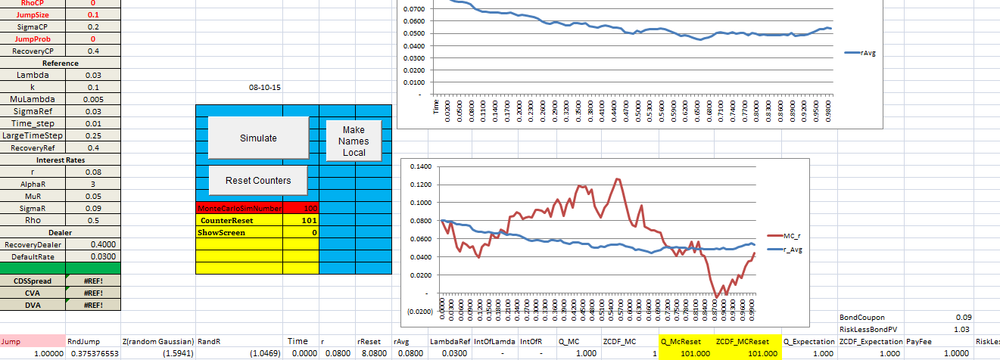 RhoCP 0
JumpSize 0.1
SigmaCP 0.2
JumpProb 0
RecoveryCP 0.4
Reference
Lambda 0.03
k 0.1
MuLambda 0.005
SigmaRef 0.03
Time_step 0.01
LargeTimeStep 0.25
RecoveryRef 0.4
Interest Rates
r 0.08
AlphaR 3
MuR 0.05
SigmaR 0.09
Rho 0.5
Dealer
RecoveryDealer 0.4000
DefaultRate 0.0300
CDSSpread #REF!
CVA #REF!
DVA #REF!
08-10-15
Simulate
Make
Names
Local
Reset Counters
MonteCarloSimNumber 100
CounterReset 101
ShowScreen 0
0.0700
0.0600
0.0500
0.0400
0.0300
0.0200
0.0100
-
Time 0.0200 0.0500 0.0800 0.1100 0.1400 0.1700 0.2000 0.2300 0.2600 0.2900 0.3200 0.3500 0.3800 0.4100 0.4400 0.4700 0.5000 0.5300 0.5600 0.5900 0.6200 0.6500 0.6800 0.7100 0.7400 0.7700 0.8000 0.8300 0.8600 0.8900 0.9200 0.9500 0.9800
rAvg
0.1400
0.1200
0.1000
0.0800
0.0600
0.0400
0.0200
-
(0.0200)
0.0000 0.0300 0.0600 0.0900 0.1200 0.1500 0.1800 0.2100 0.2400 0.2700 0.3000 0.3300 0.3600 0.3900 0.4200 0.4500 0.4800 0.5100 0.5400 0.5700 0.6000 0.6300 0.6600 0.6900 0.7200 0.7500 0.7800 0.8100 0.8400 0.8700 0.9000 0.9300 0.9600 0.9900
MC_r
r_Avg
BondCoupon 0.09
RiskLessBondPV 1.03
Jump RndJump Z(random Gaussian) RandR Time r rReset rAvg LambdaRef IntOfLamda IntOfR Q_MC ZCDF_MC Q_McReset ZCDF_MCReset Q_Expectation ZCDF_Expectation PayFee RiskLes
1.00000 0.375376553 (1.5941) (1.0469) 0.0000 0.0800 8.0800 0.0800 0.0300 - - 1.000 1 101.000 101.000 1.000 1.000 1.0000